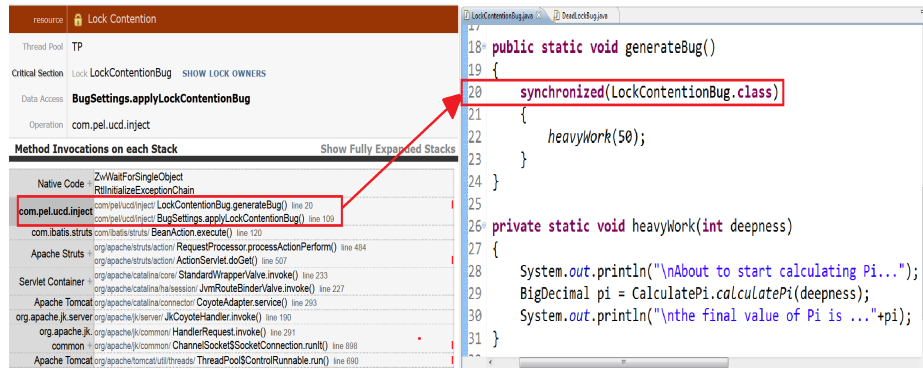 resource Lock Contention
Thread Pool TP
Critical Section Lock LockContentionBug SHOW LOCK OWNERS
Data Access BugSettings.applyLockContentionBug
Operation com.pel.ucd.inject
Method Invocations on each Stack Show Fully Expanded Stacks
Native Code + ZwWaitForSingleObject
RtlInitializeExceptionChain
com.pel.ucd.inject com/pel/ucd/inject/ LockContentionBug.generateBug() line 20
com/pel/ucd/inject/ BugSettings.applyLockContentionBug() line 109
com.ibatis.struts com/ibatis/struts/ BeanAction.execute() line 120
Apache Struts + org/apache/struts/action/ RequestProcessor.processActionPerform() line 484
org/apache/struts/action/ ActionServlet.doGet() line 507
Servlet Container + org/apache/catalina/core/ StandardWrapperValve.invoke() line 233
org/apache/catalina/ha/session/ JvmRouteBinderValve.invoke() line 227
Apache Tomcat org/apache/catalina/connector/ CoyoteAdapter.service() line 293
org.apache.jk.server org/apache/jk/server/ JkCoyoteHandler.invoke() line 190
org.apache.jk. org/apache/jk/common/ HandlerRequest.invoke() line 291
common + org/apache/jk/common/ ChannelSocket$SocketConnection.runIt() line 898
Apache Tomcat org/apache/tomcat/util/threads/ ThreadPool$ControlRunnable.run() line 690
LockContentionBug.java DeadLockBug.java
17
18 public static void generateBug()
19 {
20 synchronized(LockContentionBug.class)
21 {
22 heavyWork(50);
23 }
24 }
25
26 private static void heavyWork(int deepness)
27 {
28 System.out.println("\nAbout to start calculating Pi...");
29 BigDecimal pi = CalculatePi.calculatePi(deepness);
30 System.out.println("\nthe final value of Pi is ..."+pi);
31 }